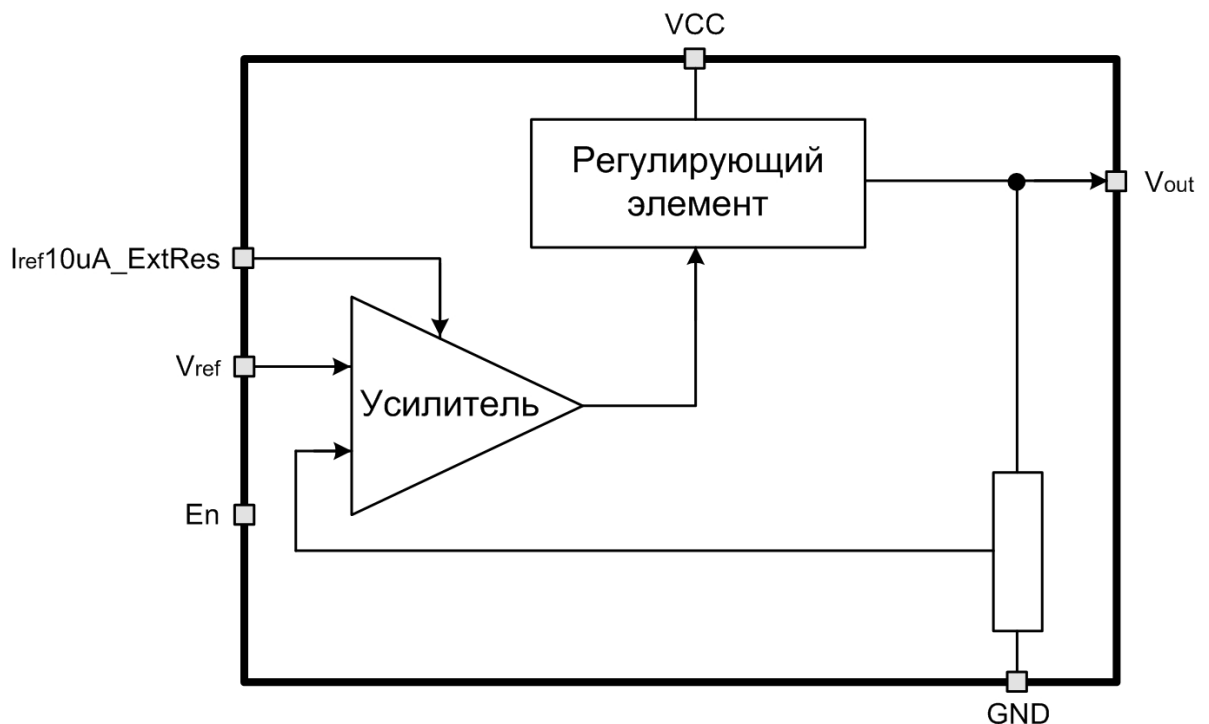 VCC
Регулирующий
элемент
Vout
Iref10uA_ExtRes
Vref
Усилитель
En
GND